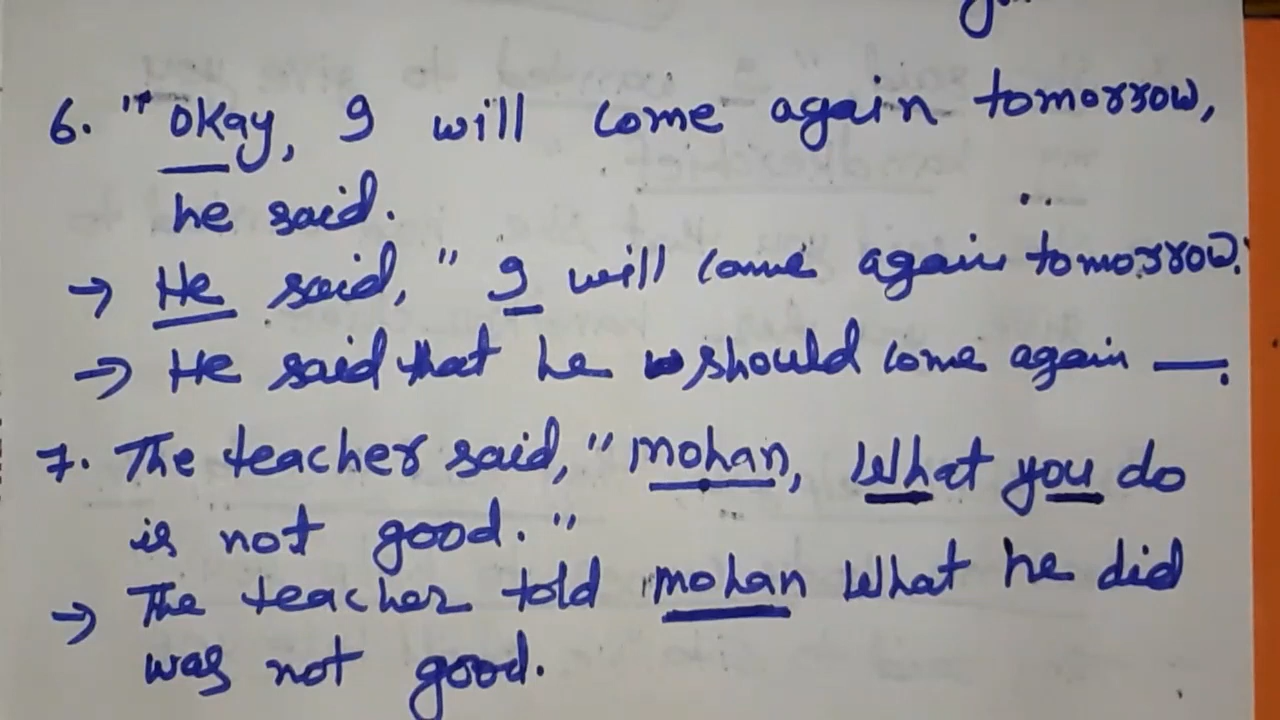 6. "Okay, I will come again tomorrow,
he said.
→ He said, " I will come again tomorrow."
→ He said that he should come again —.
7. The teacher said, "mohan, What you do
is not good."
→ The teacher told mohan What he did
was not good.